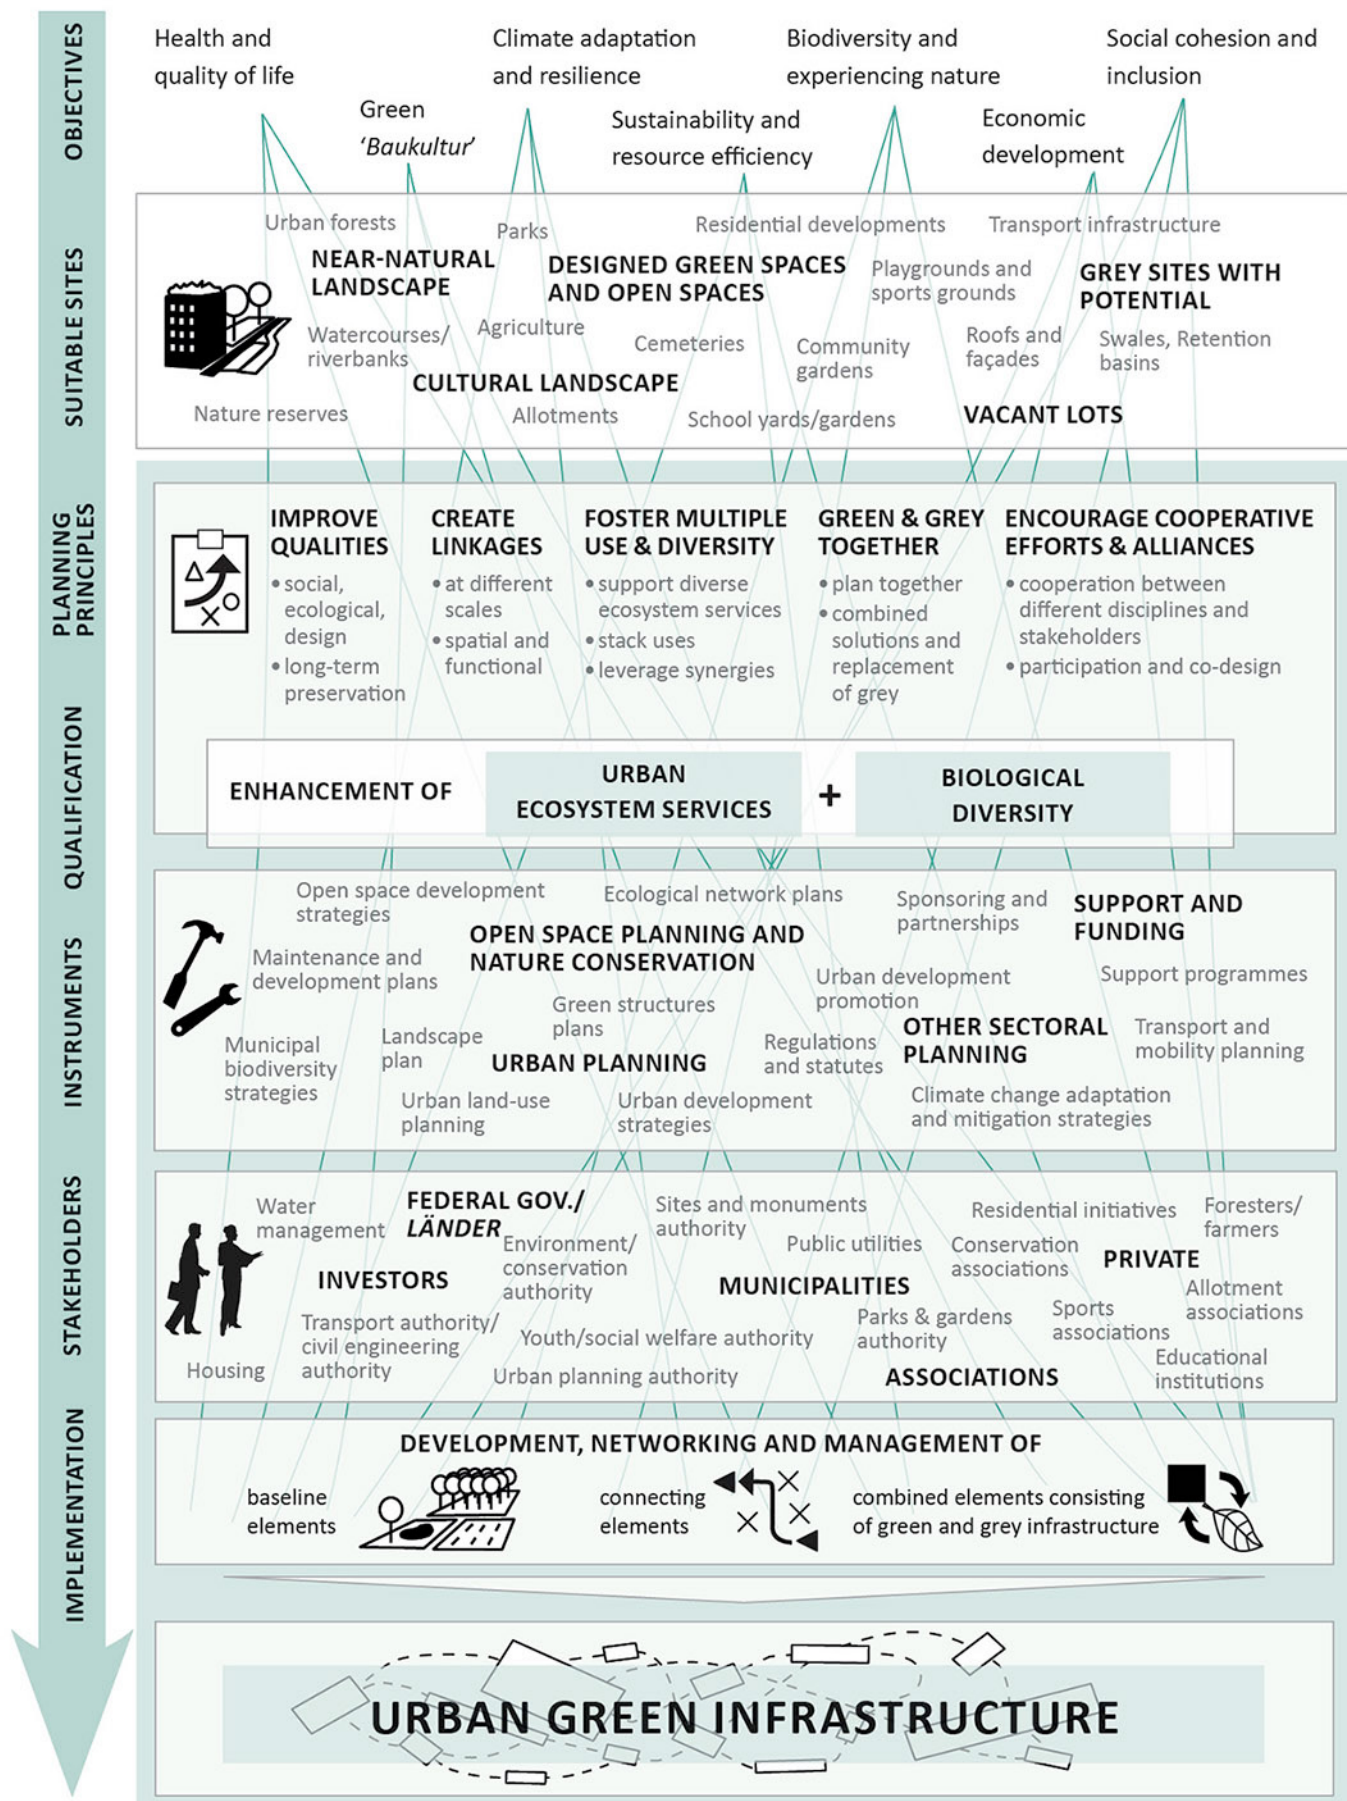 OBJECTIVES
Health and
quality of life
Green
‘Baukultur’
Climate adaptation
and resilience
Sustainability and
resource efficiency
Biodiversity and
experiencing nature
Economic
development
Social cohesion and
inclusion
SUITABLE SITES
Urban forests
Parks
Residential developments
Transport infrastructure
NEAR-NATURAL
LANDSCAPE
DESIGNED GREEN SPACES
AND OPEN SPACES
Playgrounds and
sports grounds
GREY SITES WITH
POTENTIAL
Watercourses/
riverbanks
Agriculture
Cemeteries
Community
gardens
Roofs and
façades
Swales, Retention
basins
CULTURAL LANDSCAPE
Nature reserves
Allotments
School yards/gardens
VACANT LOTS
PLANNING
PRINCIPLES
IMPROVE
QUALITIES
• social,
ecological,
design
• long-term
preservation
CREATE
LINKAGES
• at different
scales
• spatial and
functional
FOSTER MULTIPLE
USE & DIVERSITY
• support diverse
ecosystem services
• stack uses
• leverage synergies
GREEN & GREY
TOGETHER
• plan together
• combined
solutions and
replacement
of grey
ENCOURAGE COOPERATIVE
EFFORTS & ALLIANCES
• cooperation between
different disciplines and
stakeholders
• participation and co-design
QUALIFICATION
ENHANCEMENT OF
URBAN
ECOSYSTEM SERVICES
+
BIOLOGICAL
DIVERSITY
INSTRUMENTS
Open space development
strategies
Ecological network plans
Sponsoring and
partnerships
SUPPORT AND
FUNDING
OPEN SPACE PLANNING AND
NATURE CONSERVATION
Maintenance and
development plans
Urban development
promotion
Support programmes
Green structures
plans
Municipal
biodiversity
strategies
Landscape
plan
URBAN PLANNING
Regulations
and statutes
OTHER SECTORAL
PLANNING
Transport and
mobility planning
Urban land-use
planning
Urban development
strategies
Climate change adaptation
and mitigation strategies
STAKEHOLDERS
Water
management
FEDERAL GOV./
LÄNDER
Sites and monuments
authority
Residential initiatives
Foresters/
farmers
Environment/
conservation
authority
Public utilities
Conservation
associations
PRIVATE
INVESTORS
MUNICIPALITIES
Allotment
associations
Transport authority/
civil engineering
authority
Youth/social welfare authority
Parks & gardens
authority
Sports
associations
Housing
Urban planning authority
ASSOCIATIONS
Educational
institutions
IMPLEMENTATION
DEVELOPMENT, NETWORKING AND MANAGEMENT OF
baseline
elements
connecting
elements
combined elements consisting
of green and grey infrastructure
URBAN GREEN INFRASTRUCTURE